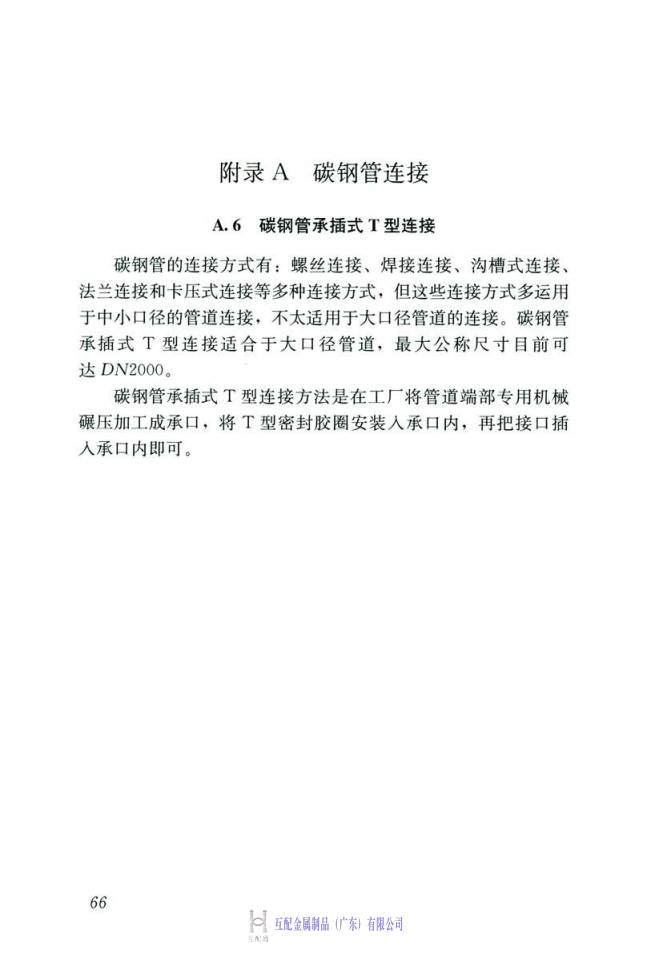 附录 A 碳钢管连接
A.6 碳钢管承插式 T 型连接
碳钢管的连接方式有：螺丝连接、焊接连接、沟槽式连接、
法兰连接和卡压式连接等多种连接方式，但这些连接方式多运用
于中小口径的管道连接，不太适用于大口径管道的连接。碳钢管
承插式 T 型连接适合于大口径管道，最大公称尺寸目前可
达 DN2000。
碳钢管承插式 T 型连接方法是在工厂将管道端部专用机械
碾压加工成承口，将 T 型密封胶圈安装入承口内，再把接口插
入承口内即可。
66
互配金属制品（广东）有限公司